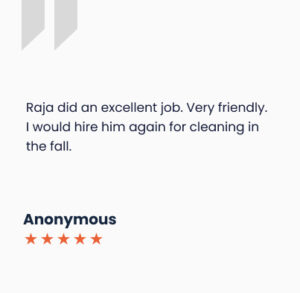 Raja did an excellent job. Very friendly.
I would hire him again for cleaning in
the fall.
Anonymous